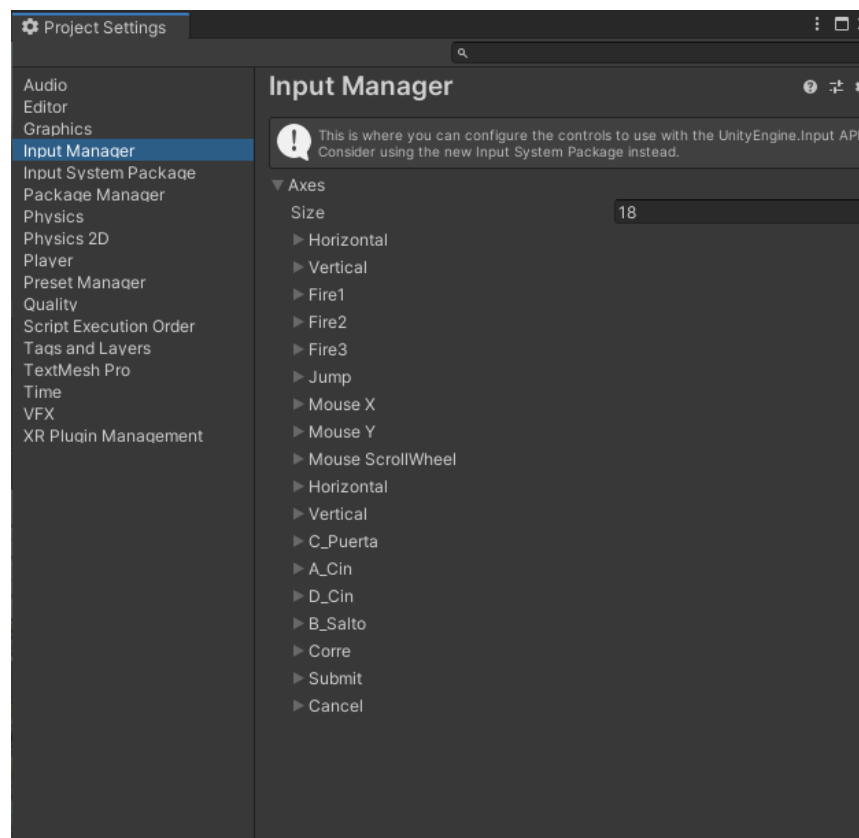 Project Settings
Audio
Editor
Graphics
Input Manager
Input System Package
Package Manager
Physics
Physics 2D
Player
Preset Manager
Quality
Script Execution Order
Tags and Layers
TextMesh Pro
Time
VFX
XR Plugin Management
Input Manager
This is where you can configure the controls to use with the UnityEngine.Input API
Consider using the new Input System Package instead.
Axes
Size 18
Horizontal
Vertical
Fire1
Fire2
Fire3
Jump
Mouse X
Mouse Y
Mouse ScrollWheel
Horizontal
Vertical
C_Puerta
A_Cin
D_Cin
B_Salto
Corre
Submit
Cancel